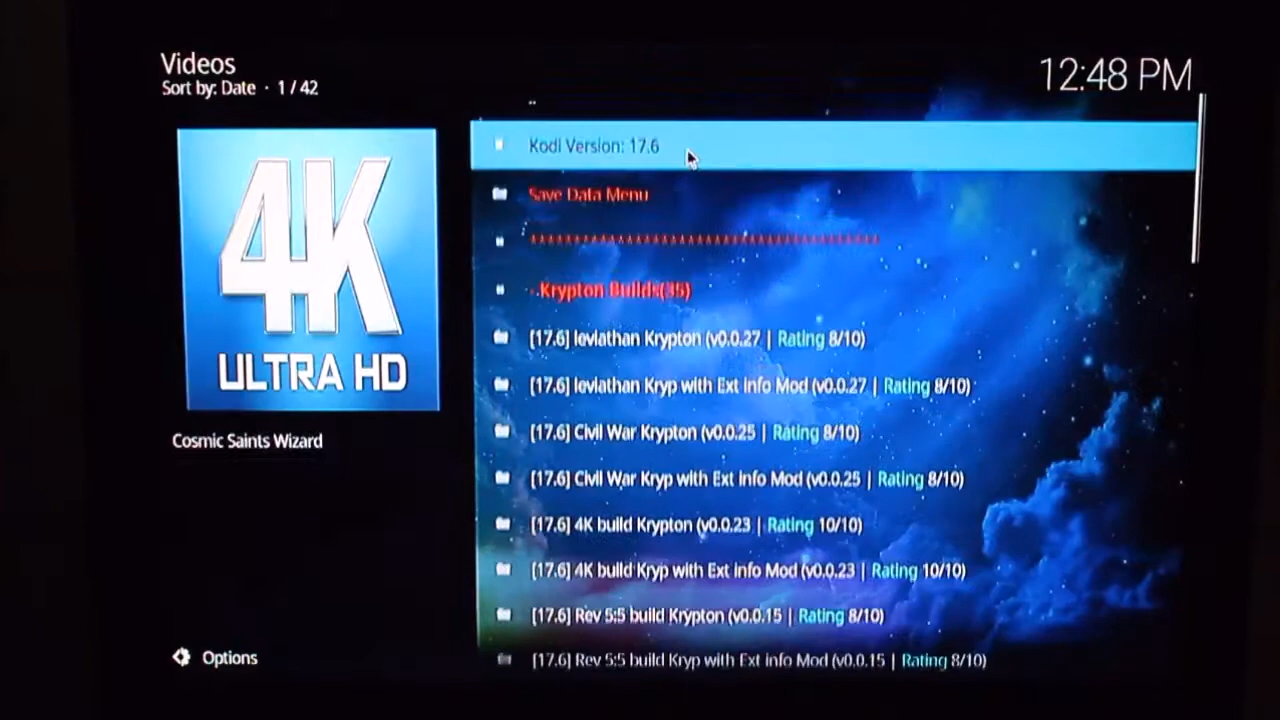 Videos
Sort by: Date · 1 / 42
12:48 PM
..
Kodi Version: 17.6
Save Data Menu
Krypton Builds(35)
[17.6] leviathan Krypton (v0.0.27 | Rating 8/10)
[17.6] leviathan Kryp with Ext info Mod (v0.0.27 | Rating 8/10)
[17.6] Civil War Krypton (v0.0.25 | Rating 8/10)
[17.6] Civil War Kryp with Ext info Mod (v0.0.25 | Rating 8/10)
[17.6] 4K build Krypton (v0.0.23 | Rating 10/10)
[17.6] 4K build Kryp with Ext info Mod (v0.0.23 | Rating 10/10)
[17.6] Rev 5:5 build Krypton (v0.0.15 | Rating 8/10)
[17.6] Rev 5:5 build Kryp with Ext info Mod (v0.0.15 | Rating 8/10)
4K
ULTRA HD
Cosmic Saints Wizard
Options